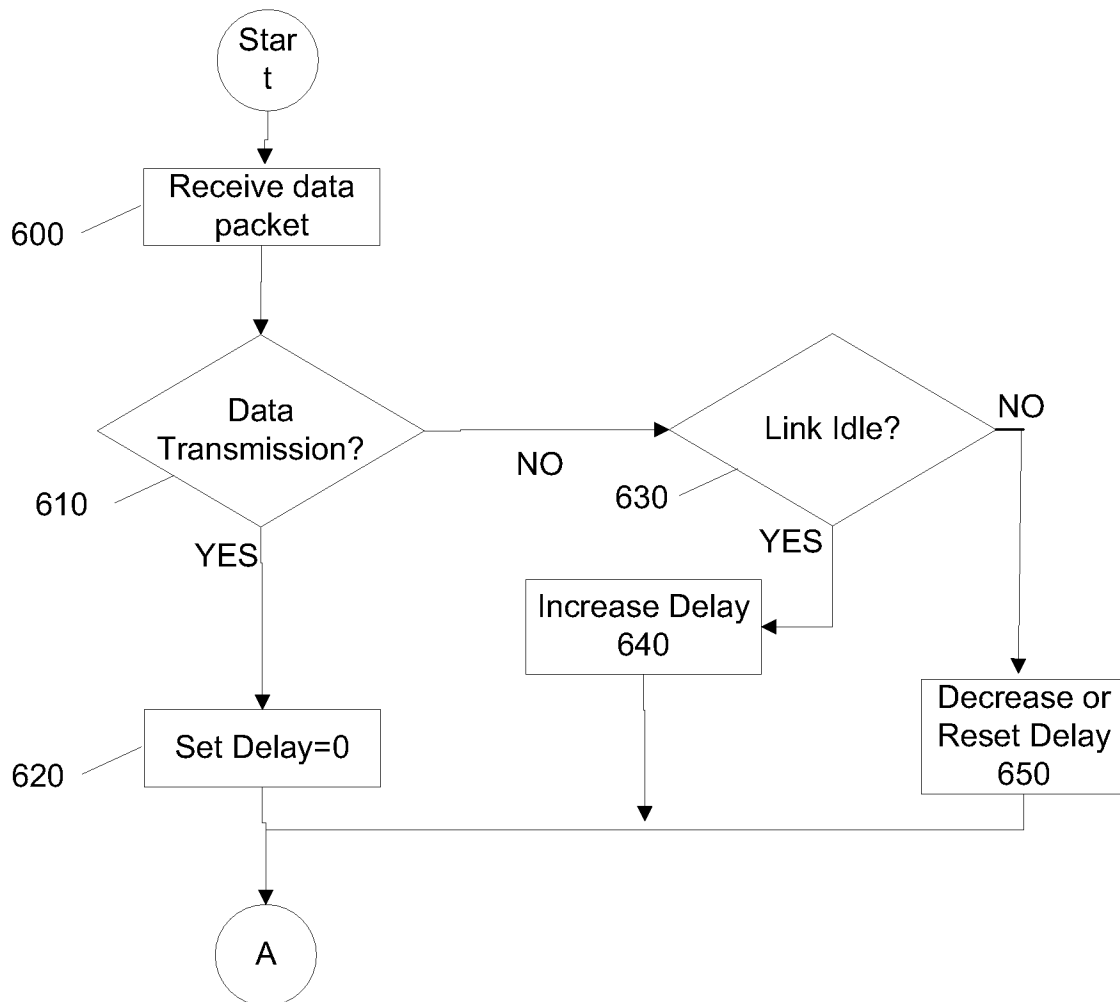 Star
t
Receive data
packet
600
Data
Transmission?
610
NO
YES
Link Idle?
630
NO
YES
Increase Delay
640
Decrease or
Reset Delay
650
Set Delay=0
620
A